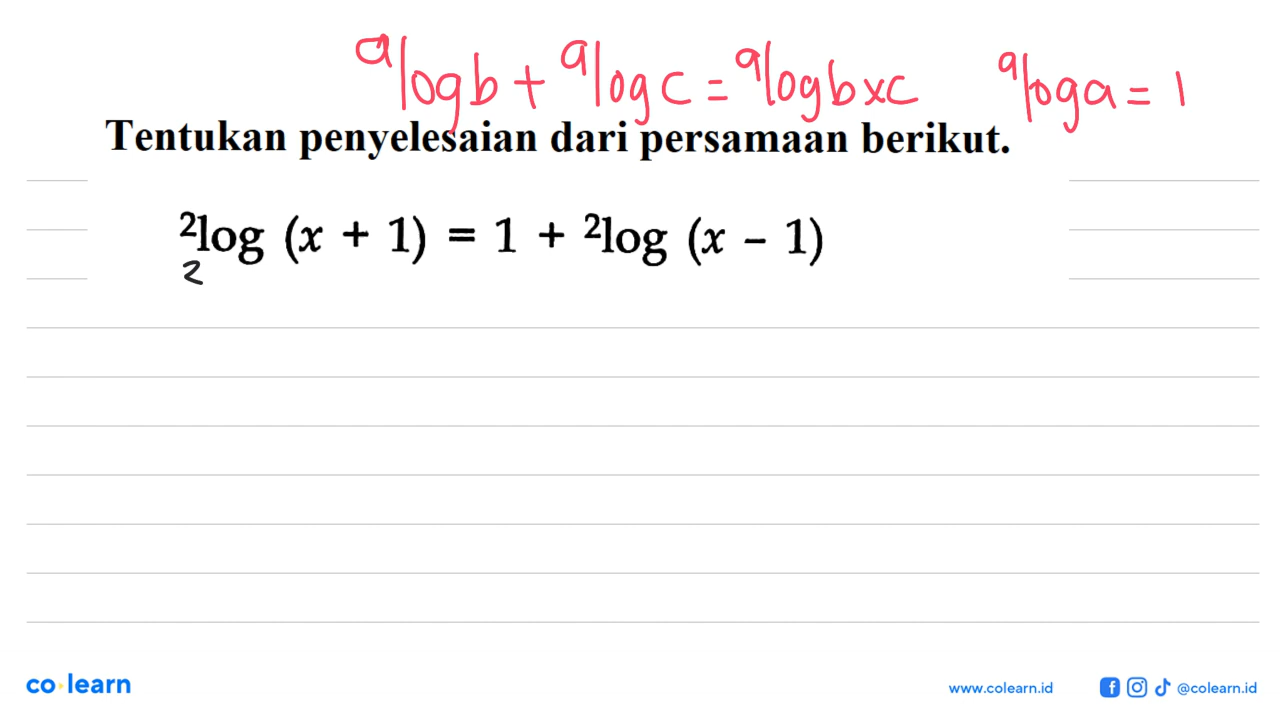 ᵃlog b + ᵃlog c = ᵃlog b x c ᵃlog a = 1
Tentukan penyelesaian dari persamaan berikut.
²log (x + 1) = 1 + ²log (x – 1)
2
co learn
www.colearn.id @colearn.id